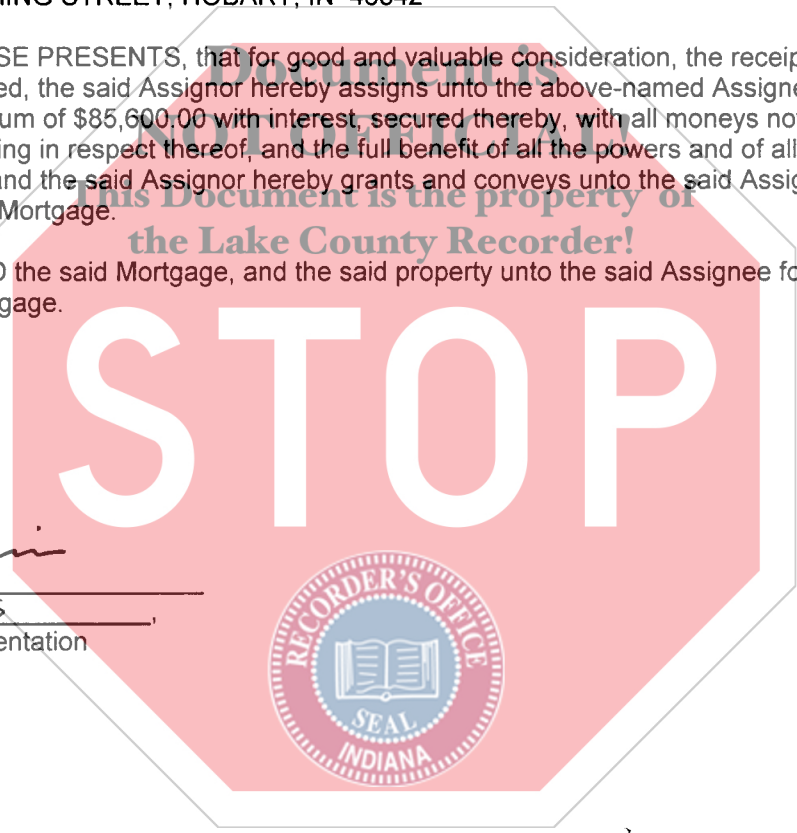 STREET, HOBART, IN 46342
SE PRESENTS, that for good and valuable consideration, the receip
Document is
ed, the said Assignor hereby assigns unto the above-named Assigne
um of $85,600.00 with interest, secured thereby, with all moneys no
NOT OFFICIAL!
ing in respect thereof, and the full benefit of all the powers and of all
and the said Assignor hereby grants and conveys unto the said Assig
This Document is the property of
Mortgage.
the Lake County Recorder!
the said Mortgage, and the said property unto the said Assignee fo
gage.
STOP
entation
RECORDER'S OFFICE
SEAL
INDIANA